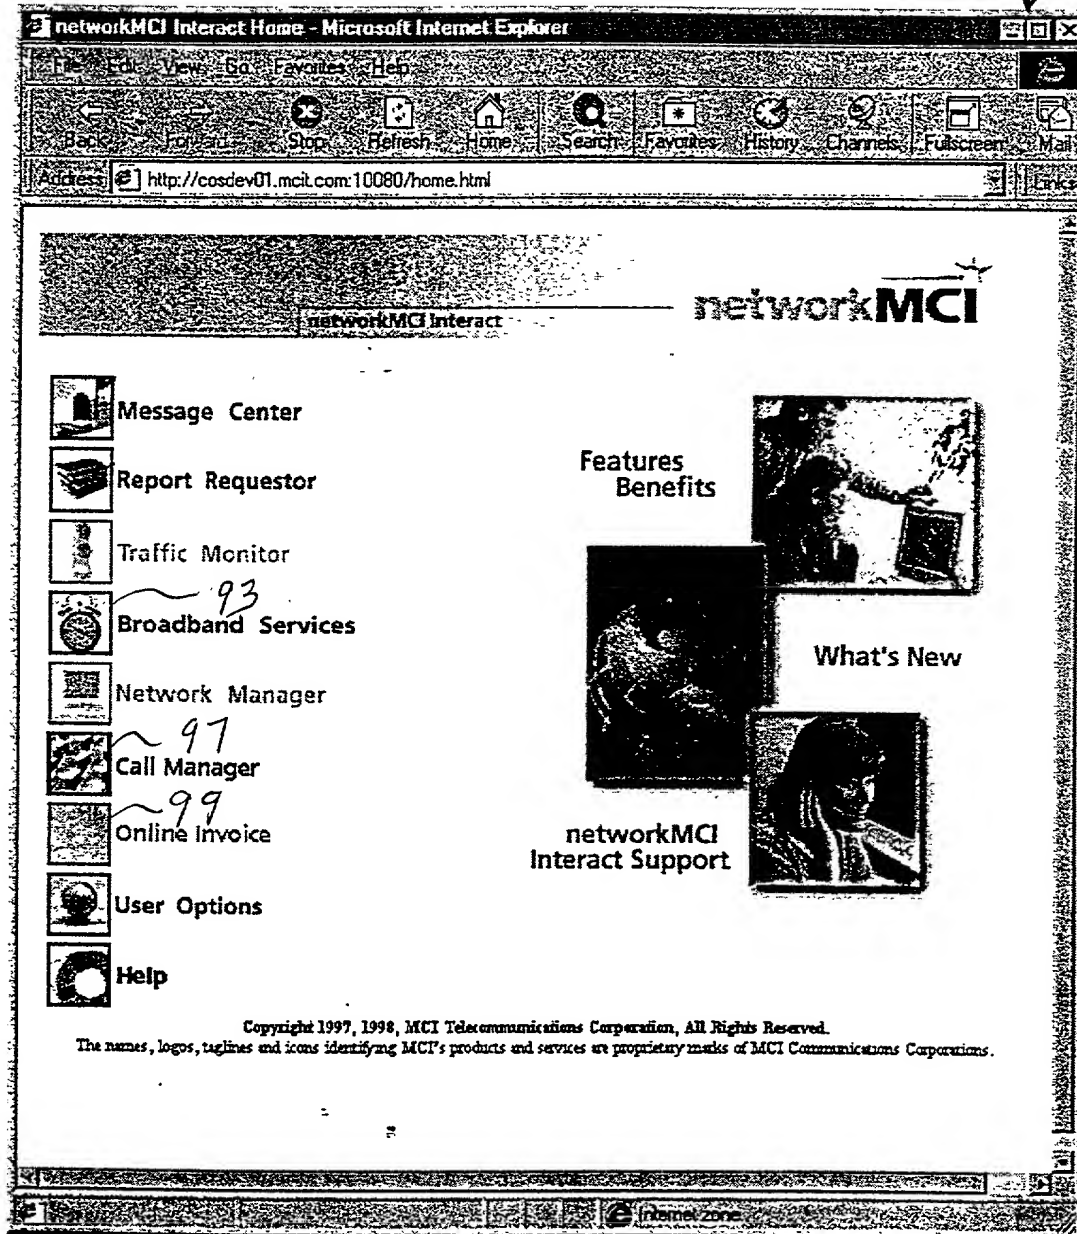 networkMCI Interact Home - Microsoft Internet Explorer
File Edit View Go Favorites Help
Back Forward Stop Refresh Home Search Favorites History Channels Fullscreen Mail
Address http://cosdev01.mcit.com:10080/home.html Links
networkMCI Interact
networkMCI
Message Center
Report Requestor
Traffic Monitor
93
Broadband Services
Network Manager
97
Call Manager
99
Online Invoice
User Options
Help
Features
Benefits
What's New
networkMCI
Interact Support
Copyright 1997, 1998, MCI Telecommunications Corporation, All Rights Reserved.
The names, logos, taglines and icons identifying MCI's products and services are proprietary marks of MCI Communications Corporations.
Internet zone